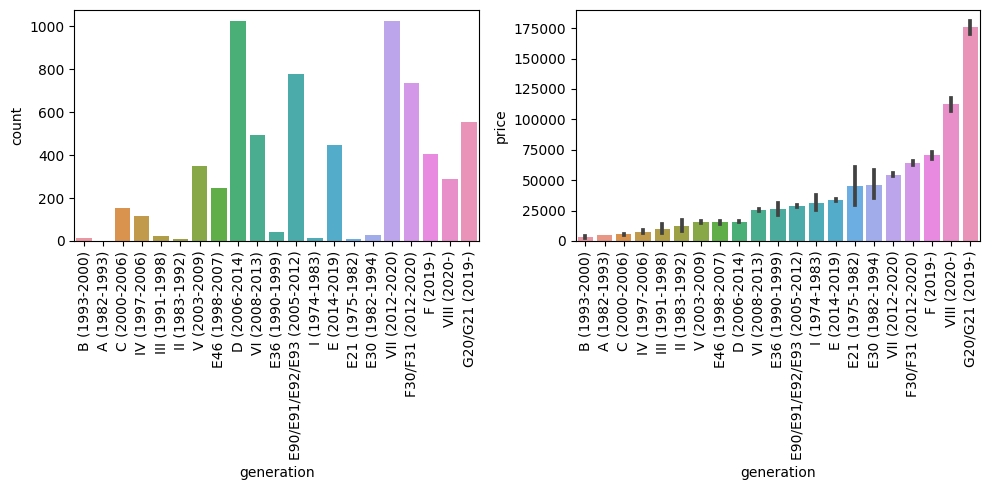 1000
800
600
400
200
0
count
B (1993-2000)
A (1982-1993)
C (2000-2006)
IV (1997-2006)
III (1991-1998)
II (1983-1992)
V (2003-2009)
E46 (1998-2007)
D (2006-2014)
VI (2008-2013)
E36 (1990-1999)
E90/E91/E92/E93 (2005-2012)
I (1974-1983)
E (2014-2019)
E21 (1975-1982)
E30 (1982-1994)
VII (2012-2020)
F30/F31 (2012-2020)
F (2019-)
VIII (2020-)
G20/G21 (2019-)
generation
175000
150000
125000
100000
75000
50000
25000
0
price
B (1993-2000)
A (1982-1993)
C (2000-2006)
IV (1997-2006)
III (1991-1998)
II (1983-1992)
V (2003-2009)
E46 (1998-2007)
D (2006-2014)
VI (2008-2013)
E36 (1990-1999)
E90/E91/E92/E93 (2005-2012)
I (1974-1983)
E (2014-2019)
E21 (1975-1982)
E30 (1982-1994)
VII (2012-2020)
F30/F31 (2012-2020)
F (2019-)
VIII (2020-)
G20/G21 (2019-)
generation